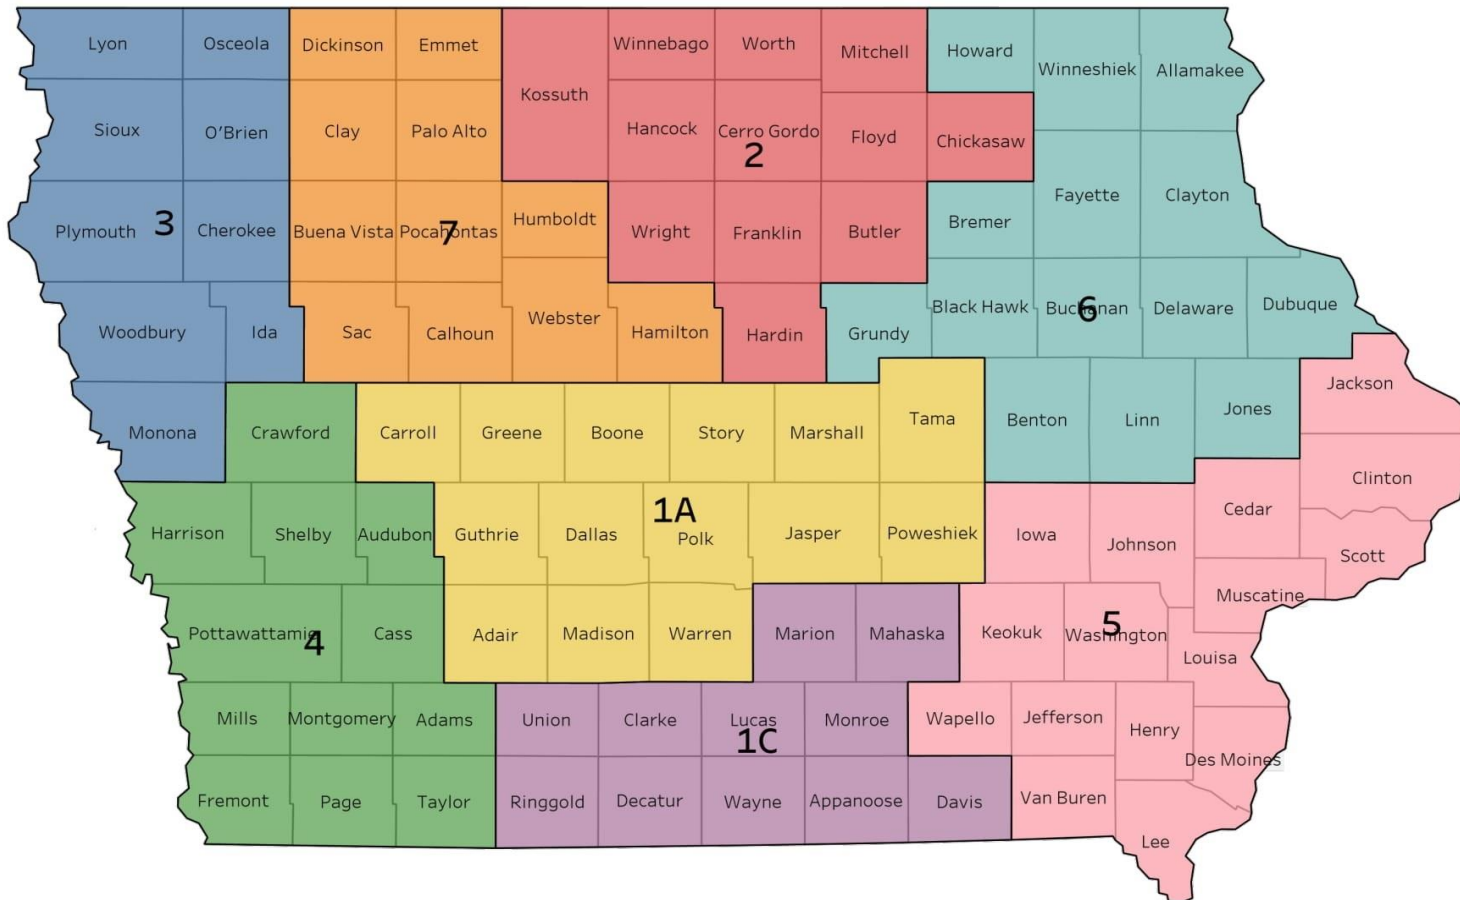 Lyon
Osceola
Dickinson
Emmet
Kossuth
Winnebago
Worth
Mitchell
Howard
Winneshiek
Allamakee
Sioux
O'Brien
Clay
Palo Alto
Hancock
Cerro Gordo
Floyd
Chickasaw
2
Fayette
Clayton
Plymouth
3
Cherokee
Buena Vista
Pocahontas
7
Humboldt
Wright
Franklin
Butler
Bremer
Woodbury
Ida
Sac
Calhoun
Webster
Hamilton
Hardin
Grundy
Black Hawk
Buchanan
6
Delaware
Dubuque
Monona
Crawford
Carroll
Greene
Boone
Story
Marshall
Tama
Benton
Linn
Jones
Jackson
Clinton
Harrison
Shelby
Audubon
Guthrie
Dallas
1A
Polk
Jasper
Poweshiek
Iowa
Johnson
Cedar
Scott
Muscatine
Pottawattamie
4
Cass
Adair
Madison
Warren
Marion
Mahaska
Keokuk
5
Washington
Louisa
Mills
Montgomery
Adams
Union
Clarke
Lucas
1C
Monroe
Wapello
Jefferson
Henry
Des Moines
Fremont
Page
Taylor
Ringgold
Decatur
Wayne
Appanoose
Davis
Van Buren
Lee